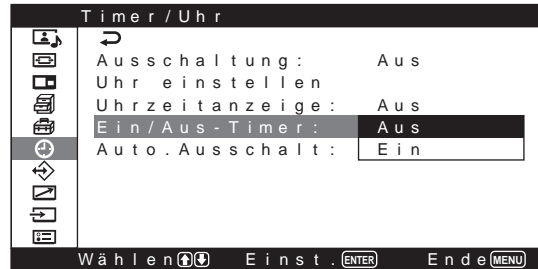 Timer/Uhr
Ausschaltung: Aus
Uhr einstellen
Uhrzeitanzeige: Aus
Ein/Aus-Timer: Aus
Auto.Ausschalt: Ein
Wählen Einst. ENTER Ende MENU